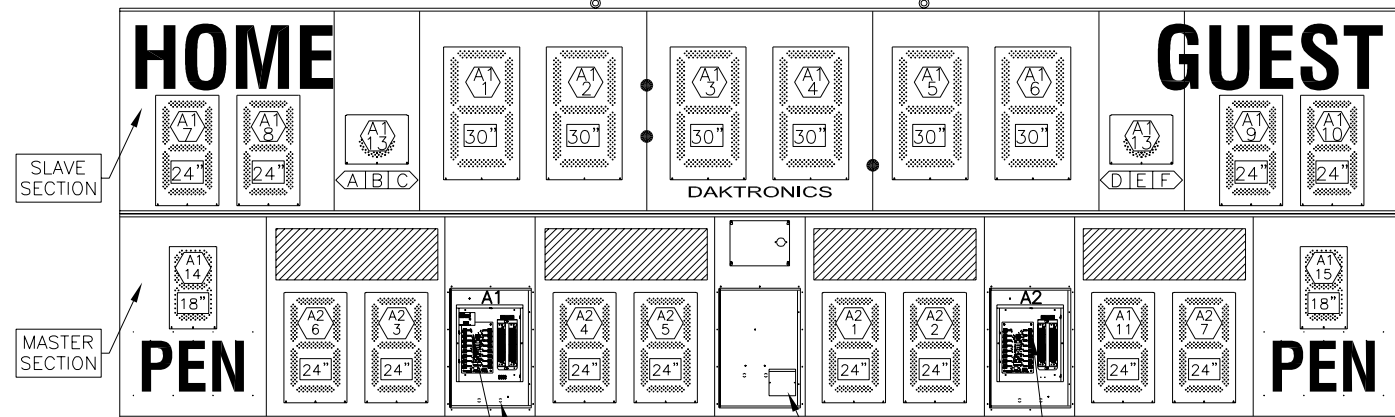 HOME
GUEST
A1 1
A1 2
A1 3
A1 4
A1 5
A1 6
30"
30"
30"
30"
30"
30"
A1 7
A1 8
24"
24"
A1 13
A B C
A1 13
D E F
A1 9
A1 10
24"
24"
SLAVE
SECTION
DAKTRONICS
A1 14
18"
A1 15
18"
A1
A2
A2 6
A2 3
A2 4
A2 5
A2 1
A2 2
A1 11
A2 7
24"
24"
24"
24"
24"
24"
24"
24"
MASTER
SECTION
PEN
PEN